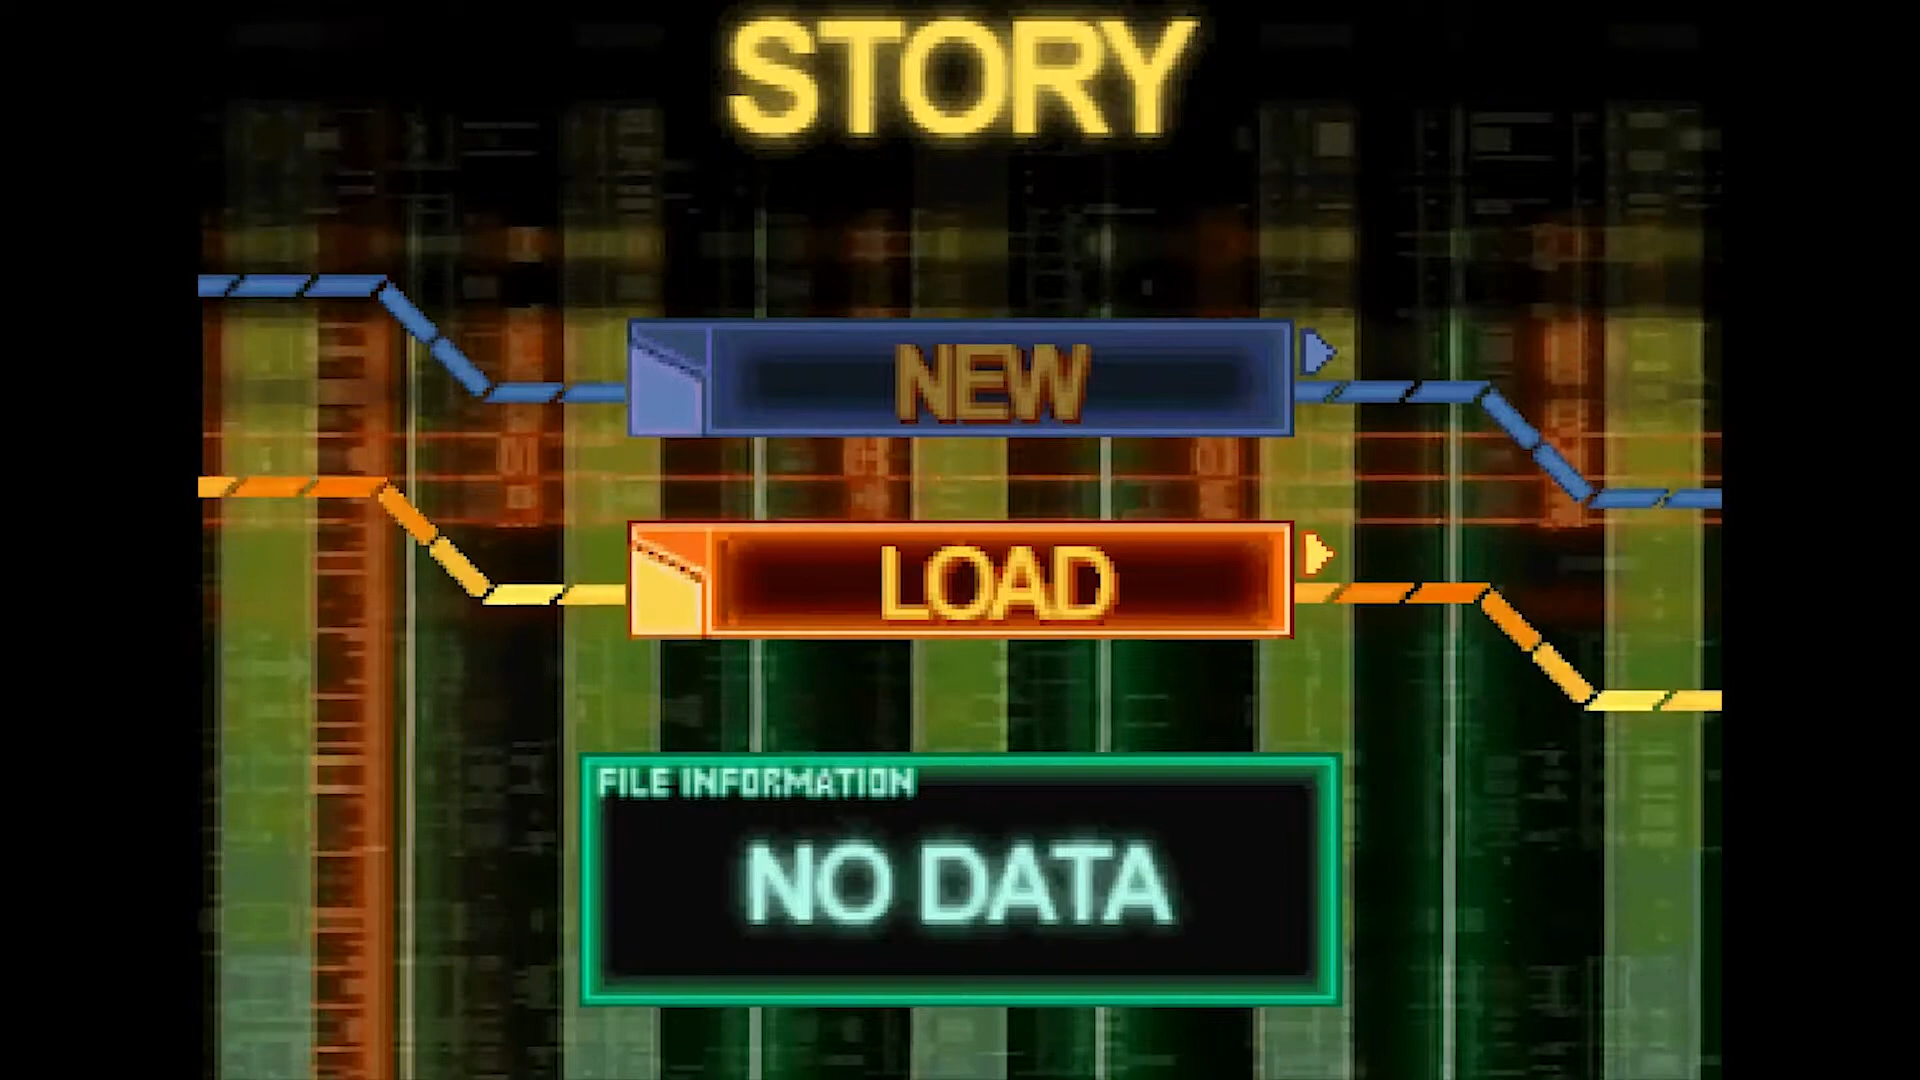 STORY
NEW
LOAD
FILE INFORMATION
NO DATA